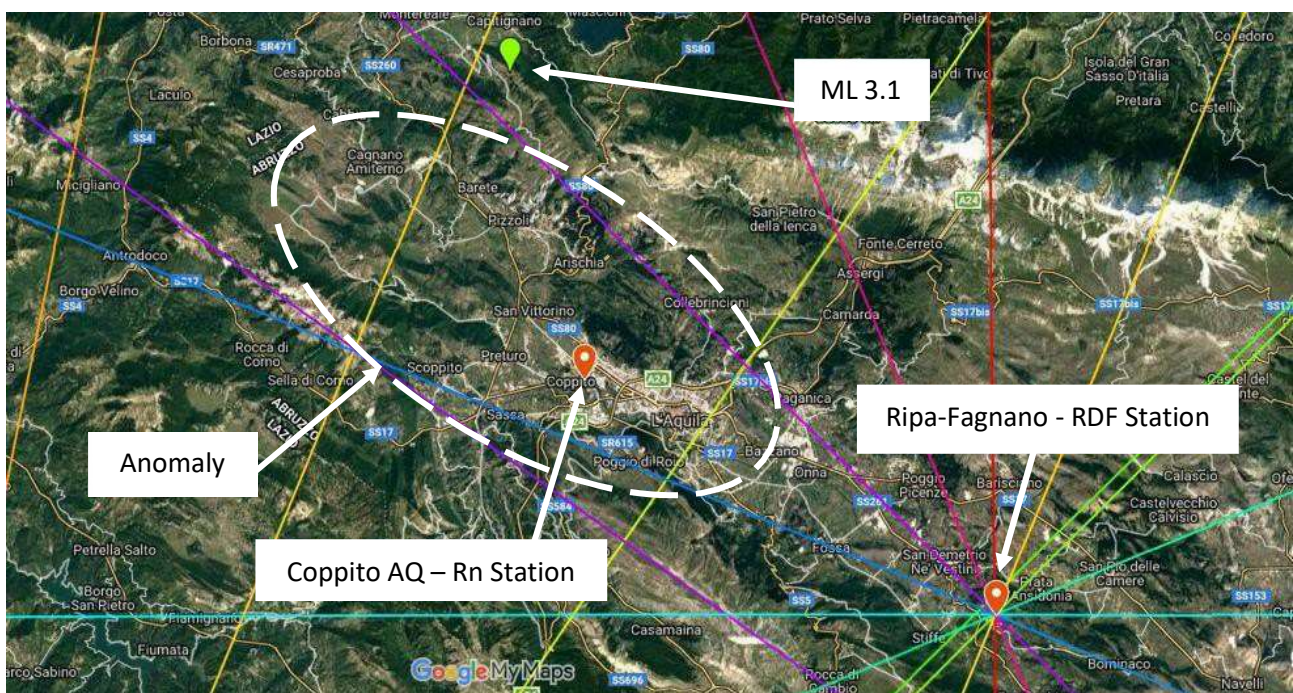 Montereale
Capitignano
Mascioni
Prato Selva
Pietracamela
Borbona
SR471
SS80
Cesaproba
SS260
ML 3.1
Isola del Gran
Sasso D'italia
Laculo
Pretara
Castelli
SS4
LAZIO
ABRUZZO
Cagnano
Amiterno
Micigliano
Barete
SS80
A24
Pizzoli
San Pietro
della Ienca
Fonte Cerreto
Antrodoco
Arischia
Assergi
SS17
Borgo Velino
SS4
Collebrincioni
SS17bis
SS17bis
San Vittorino
Camarda
SS80
Rocca di
Corno
Preturo
Scoppito
Sella di Corno
Coppito
A24
Ripa-Fagnano - RDF Station
ABRUZZO
LAZIO
Sassa
A24
L'Aquila
Anomaly
SS17
SR615
SS17
Bazzano
Poggio di Roio
Onna
Poggio
Picenze
Barisciano
Calascio
SS261
Castelvecchio
Calvisio
SS584
Petrella Salto
Coppito AQ – Rn Station
Fossa
San Demetrio
Ne' Vestini
San Pio delle
Camere
Borgo
San Pietro
Prata
Ansidonia
SS5
SS153
Fiamignano
Casamaina
Stiffe
Fiumata
Bominaco
Google My Maps
Rocca di
Cambio
SS696
Navelli